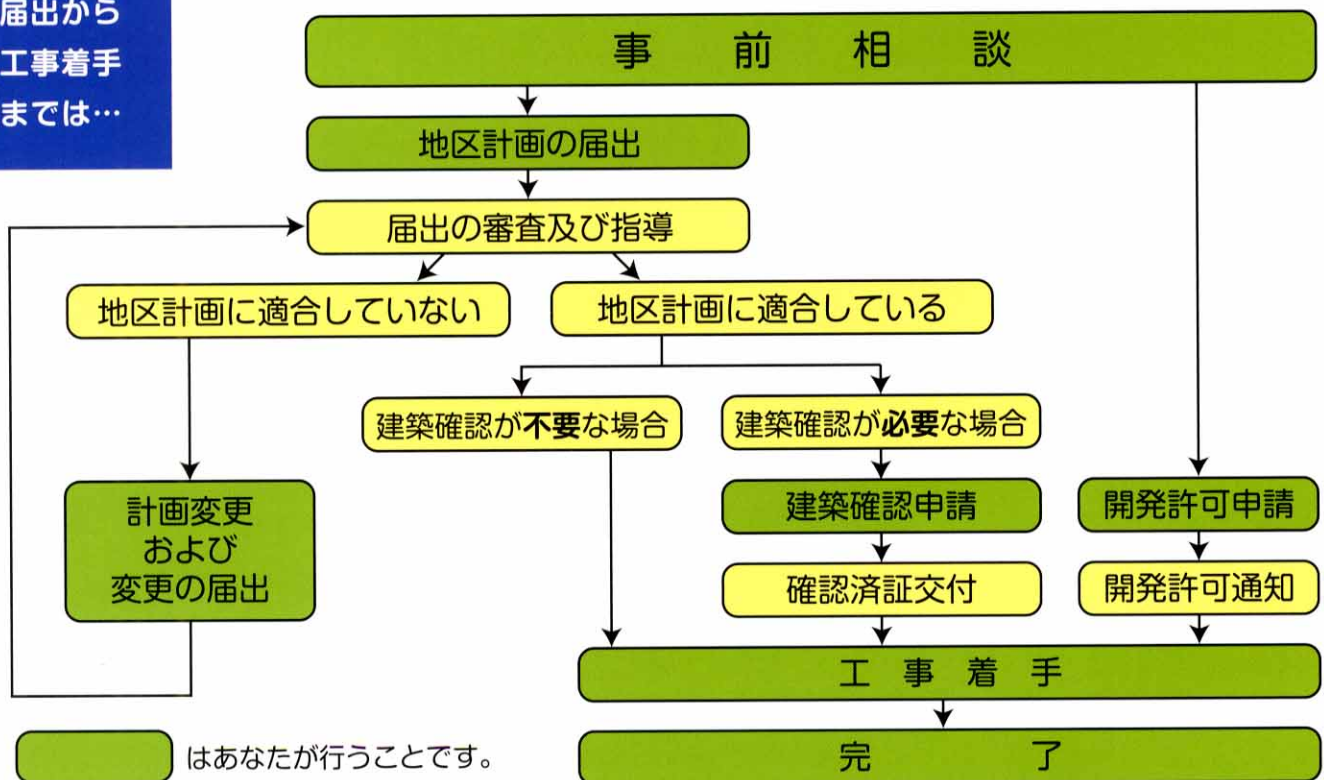 届出から
工事着手
までは…
事前相談
地区計画の届出
届出の審査及び指導
地区計画に適合していない
地区計画に適合している
建築確認が不要な場合
建築確認が必要な場合
計画変更
および
変更の届出
建築確認申請
開発許可申請
確認済証交付
開発許可通知
工事着手
完了
はあなたが行うことです。